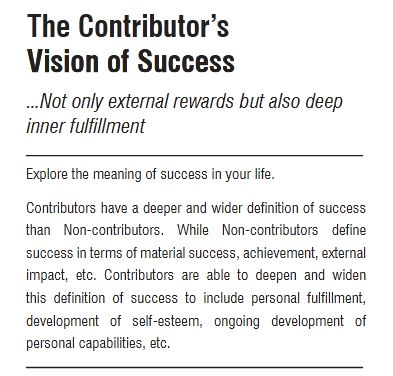 The Contributor’s
Vision of Success
...Not only external rewards but also deep
inner fulfillment
Explore the meaning of success in your life.
Contributors have a deeper and wider definition of success
than Non-contributors. While Non-contributors define
success in terms of material success, achievement, external
impact, etc. Contributors are able to deepen and widen
this definition of success to include personal fulfillment,
development of self-esteem, ongoing development of
personal capabilities, etc.